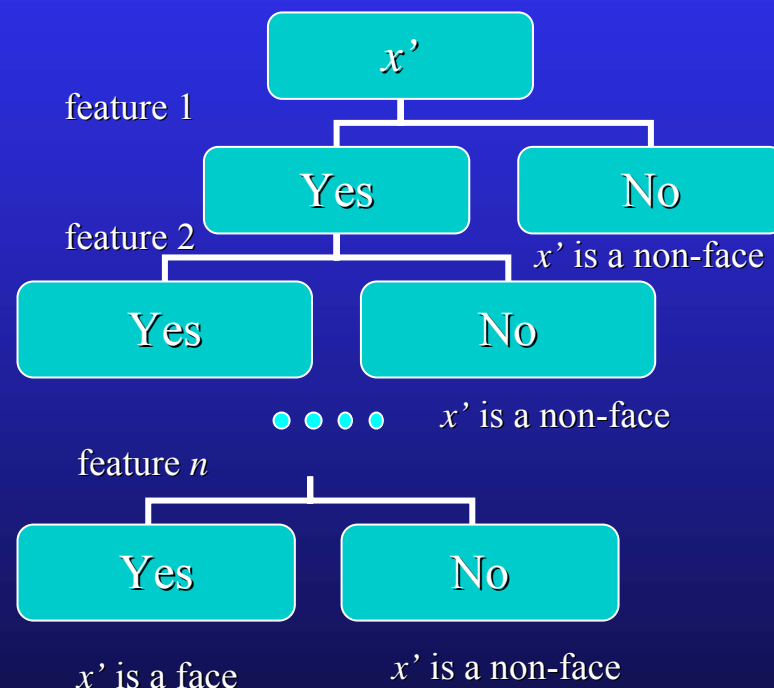 x’
feature 1
Yes
No
feature 2
x’ is a non-face
Yes
No
x’ is a non-face
feature n
Yes
No
x’ is a face
x’ is a non-face